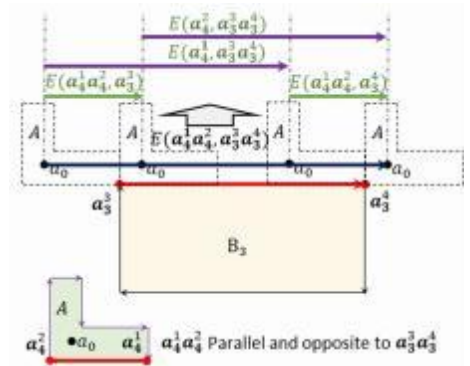 E(a₄²,a₃³a₃⁴)
E(a₄¹,a₃³a₃⁴)
E(a₄¹a₄²,a₃³) E(a₄¹a₄²,a₃⁴)
A A A A
E(a₄¹a₄²,a₃³a₃⁴)
a₀ a₀ a₀ a₀
a₃³ a₃⁴
B₃
A
a₄² a₀ a₄¹ a₄¹a₄² Parallel and opposite to a₃³a₃⁴